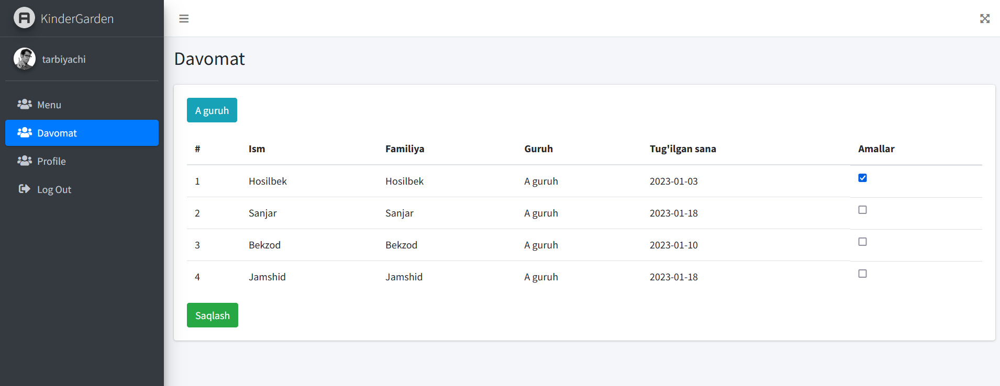 KinderGarden
tarbiyachi
Menu
Davomat
Profile
Log Out
Davomat
A guruh
# Ism Familiya Guruh Tug'ilgan sana Amallar
1 Hosilbek Hosilbek A guruh 2023-01-03
2 Sanjar Sanjar A guruh 2023-01-18
3 Bekzod Bekzod A guruh 2023-01-10
4 Jamshid Jamshid A guruh 2023-01-18
Saqlash